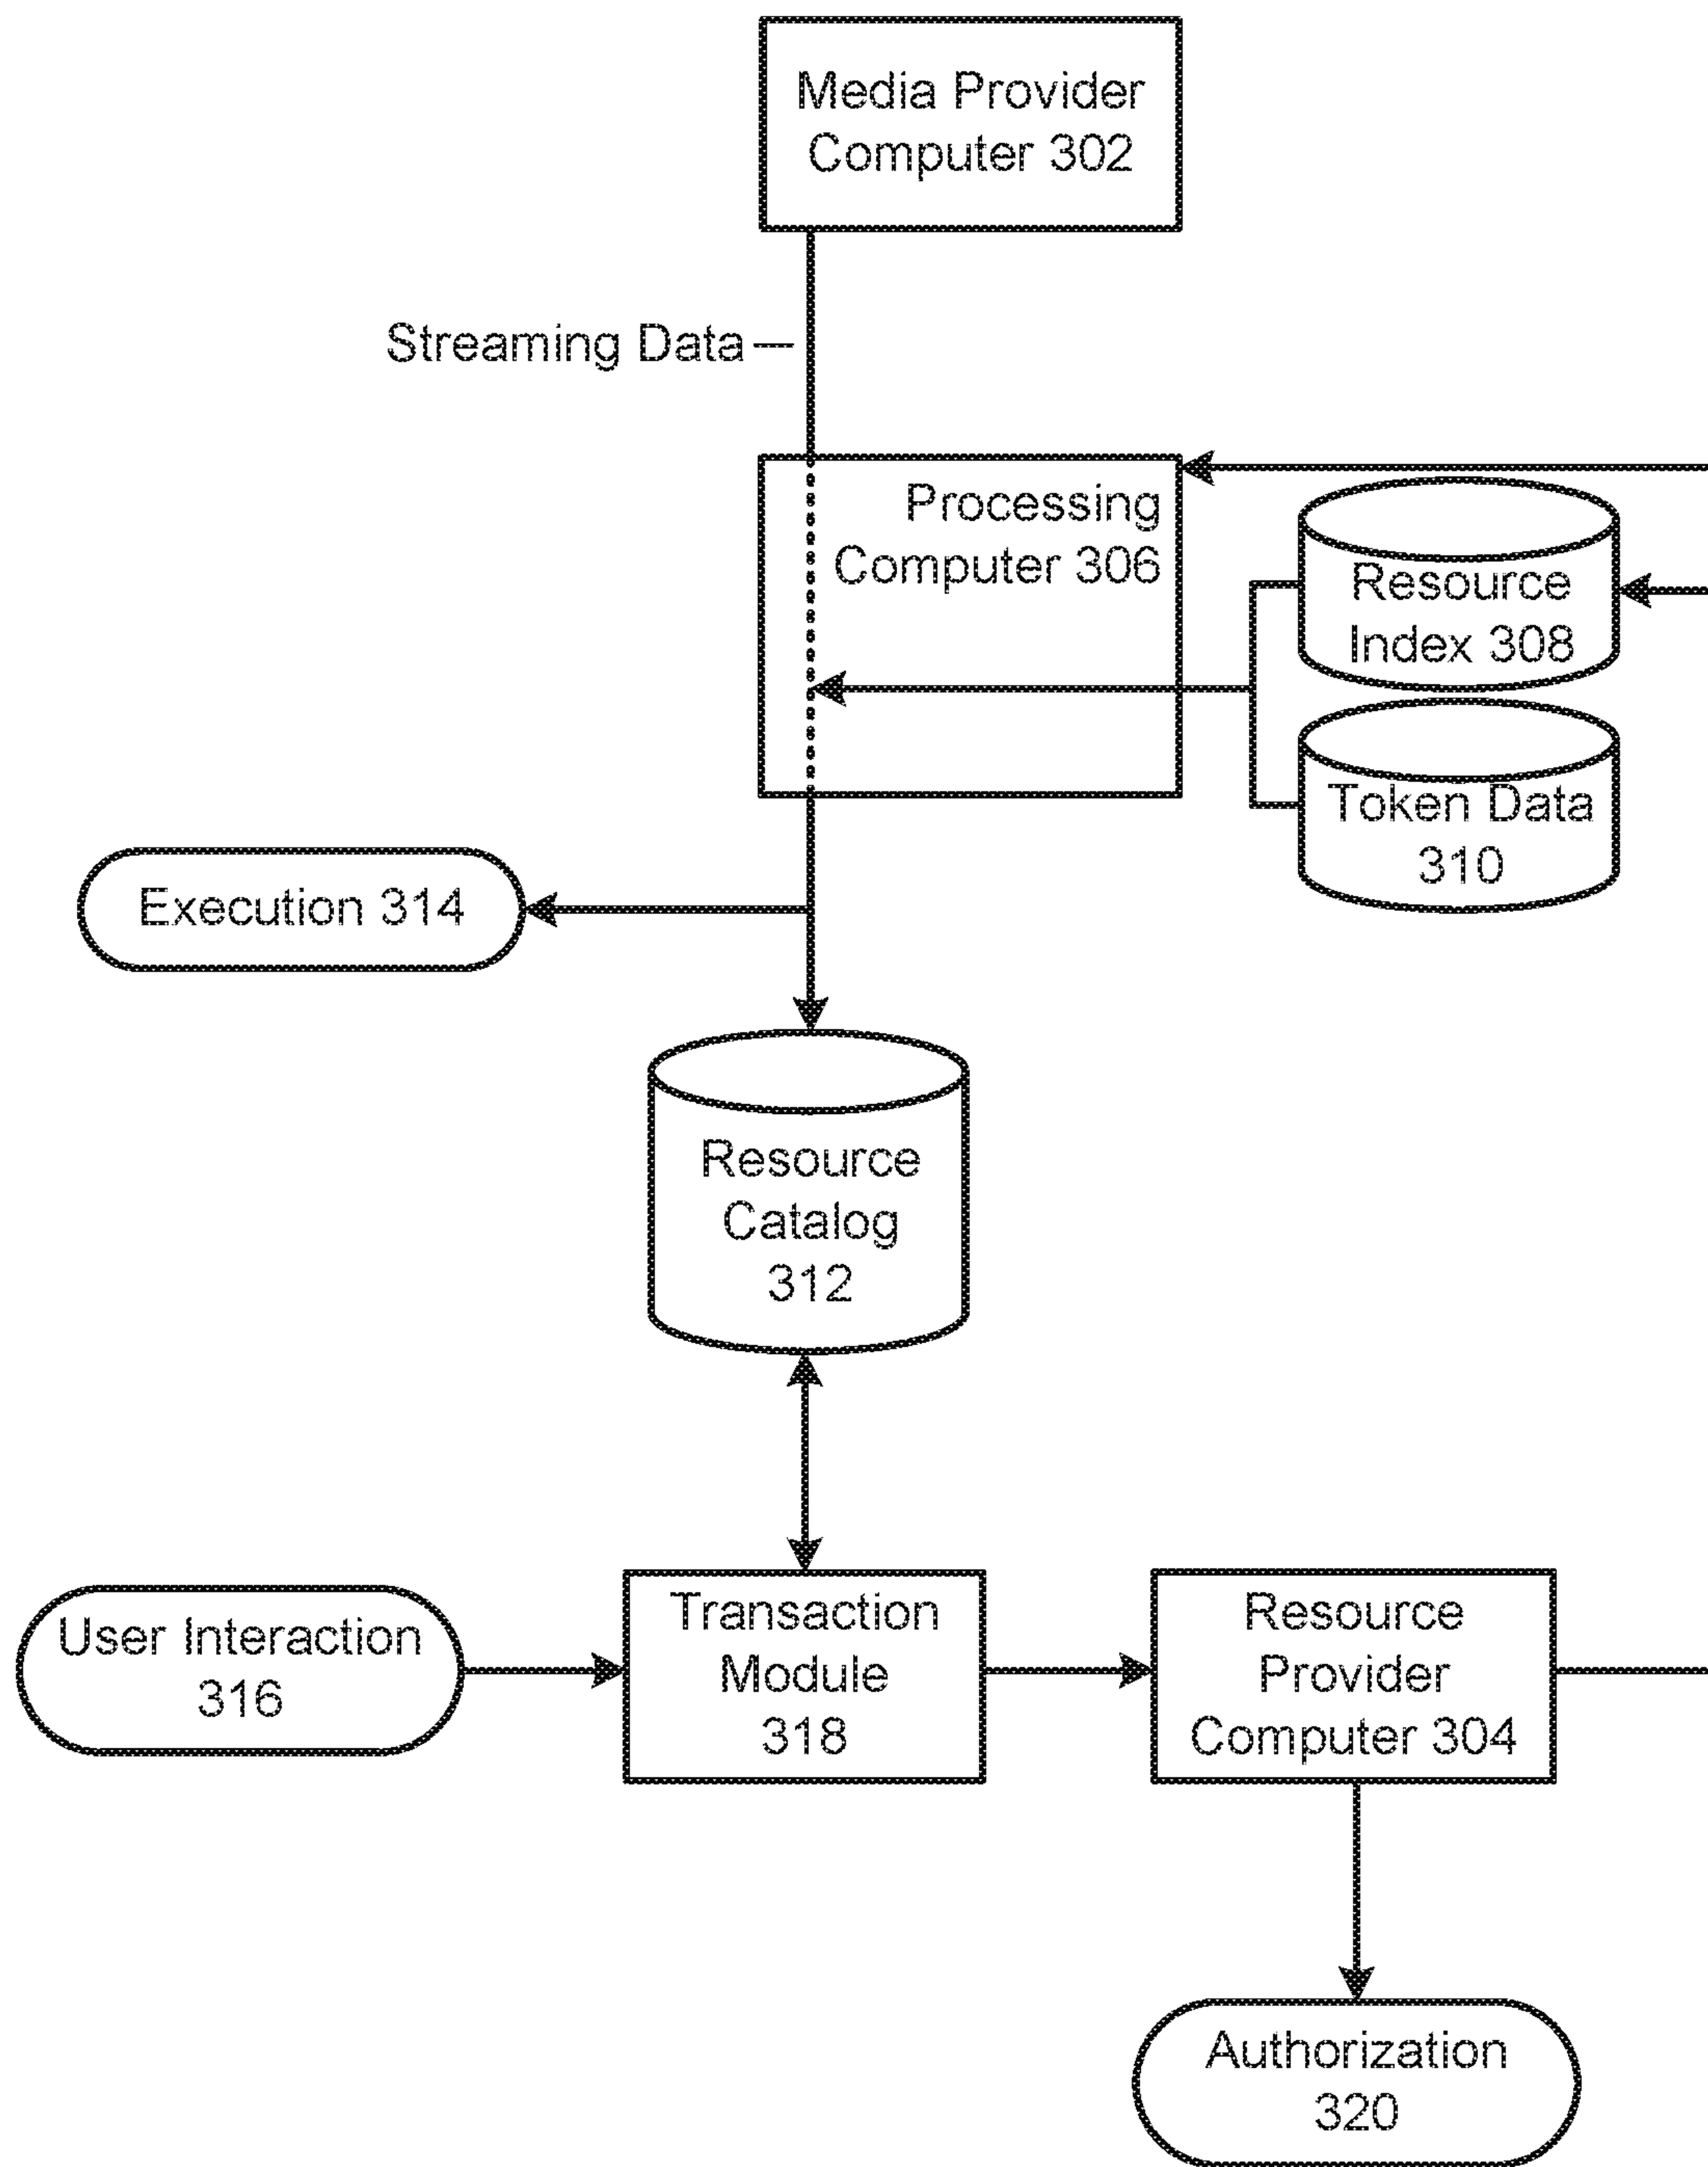 Media Provider
Computer 302
Streaming Data
Processing
Computer 306
Resource
Index 308
Token Data
310
Execution 314
Resource
Catalog
312
User Interaction
316
Transaction
Module
318
Resource
Provider
Computer 304
Authorization
320